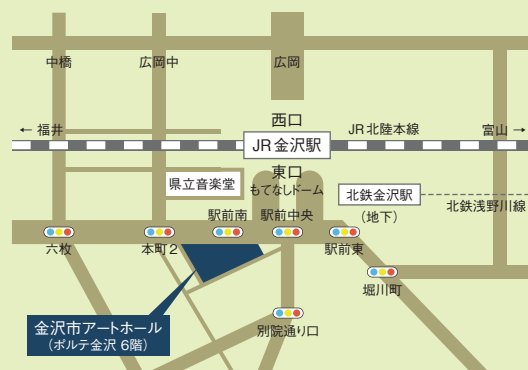 中橋
広岡中
広岡
← 福井
西口
JR北陸本線
富山 →
JR金沢駅
東口
もてなしドーム
県立音楽堂
北鉄金沢駅
(地下)
北鉄浅野川線
駅前南
駅前中央
六枚
本町2
駅前東
堀川町
金沢市アートホール
(ポルテ金沢 6階)
別院通り口